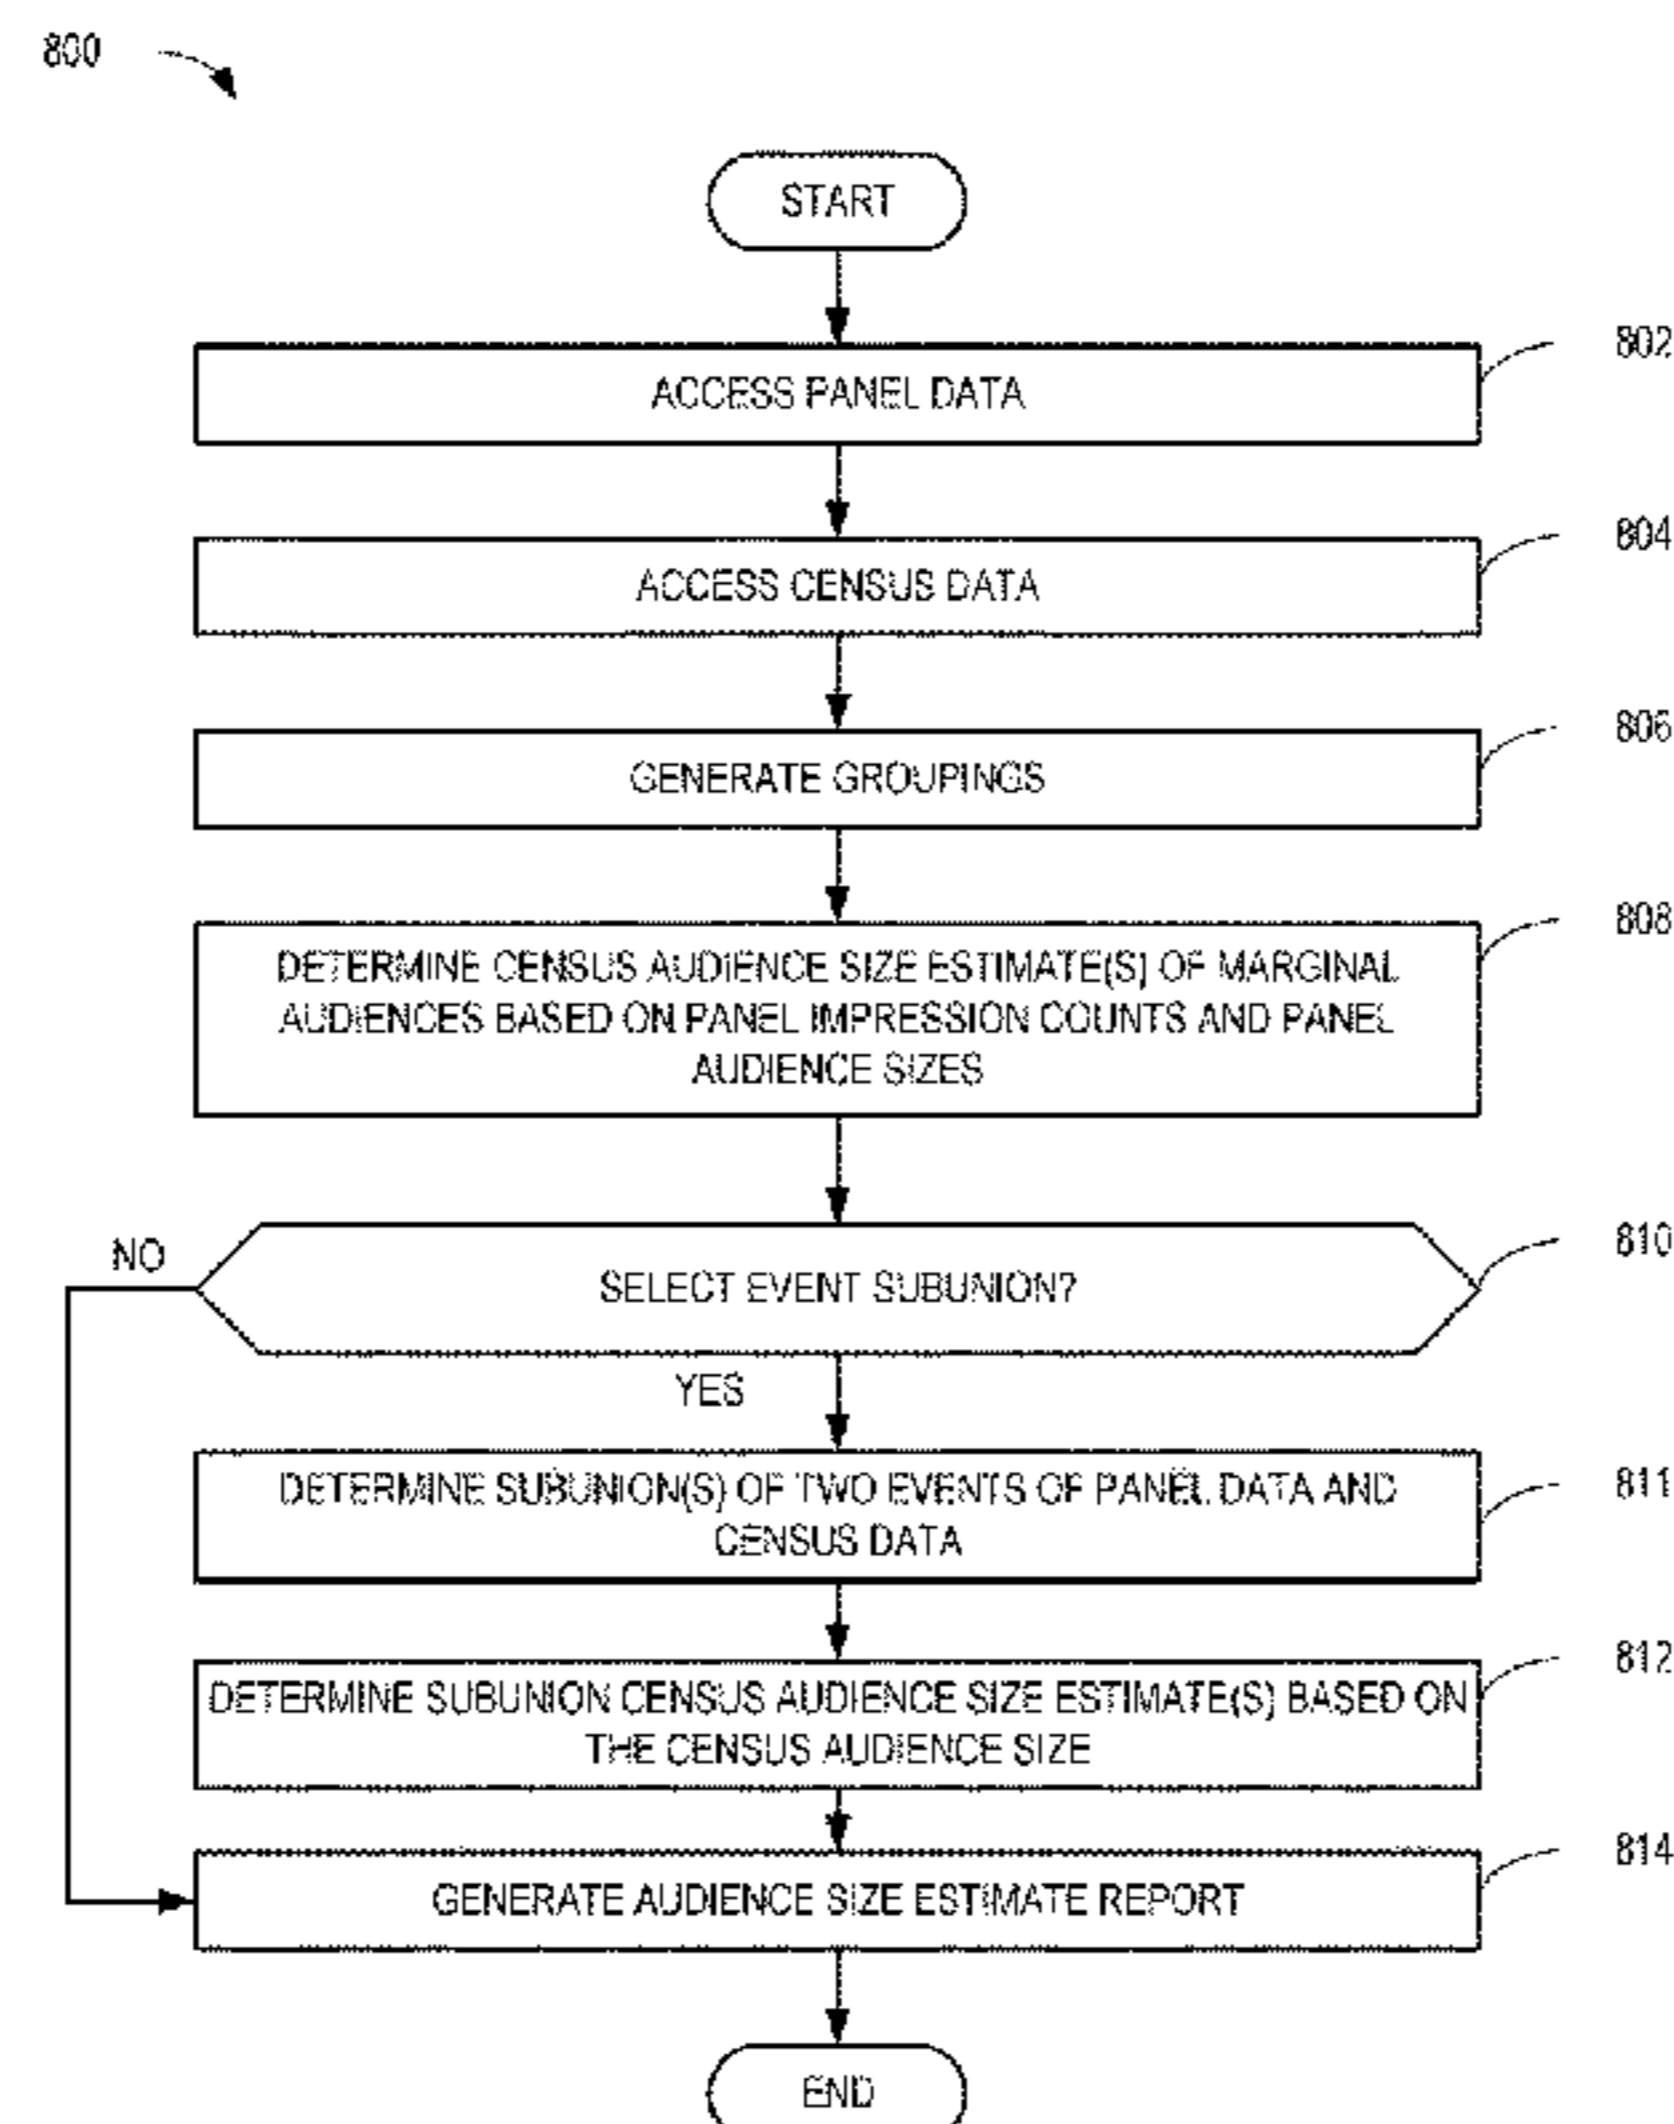 800
START
802
ACCESS PANEL DATA
804
ACCESS CENSUS DATA
806
GENERATE GROUPINGS
808
DETERMINE CENSUS AUDIENCE SIZE ESTIMATE(S) OF MARGINAL
AUDIENCES BASED ON PANEL IMPRESSION COUNTS AND PANEL
AUDIENCE SIZES
810
NO
SELECT EVENT SUBUNION?
YES
811
DETERMINE SUBUNION(S) OF TWO EVENTS OF PANEL DATA AND
CENSUS DATA
812
DETERMINE SUBUNION CENSUS AUDIENCE SIZE ESTIMATE(S) BASED ON
THE CENSUS AUDIENCE SIZE
814
GENERATE AUDIENCE SIZE ESTIMATE REPORT
END